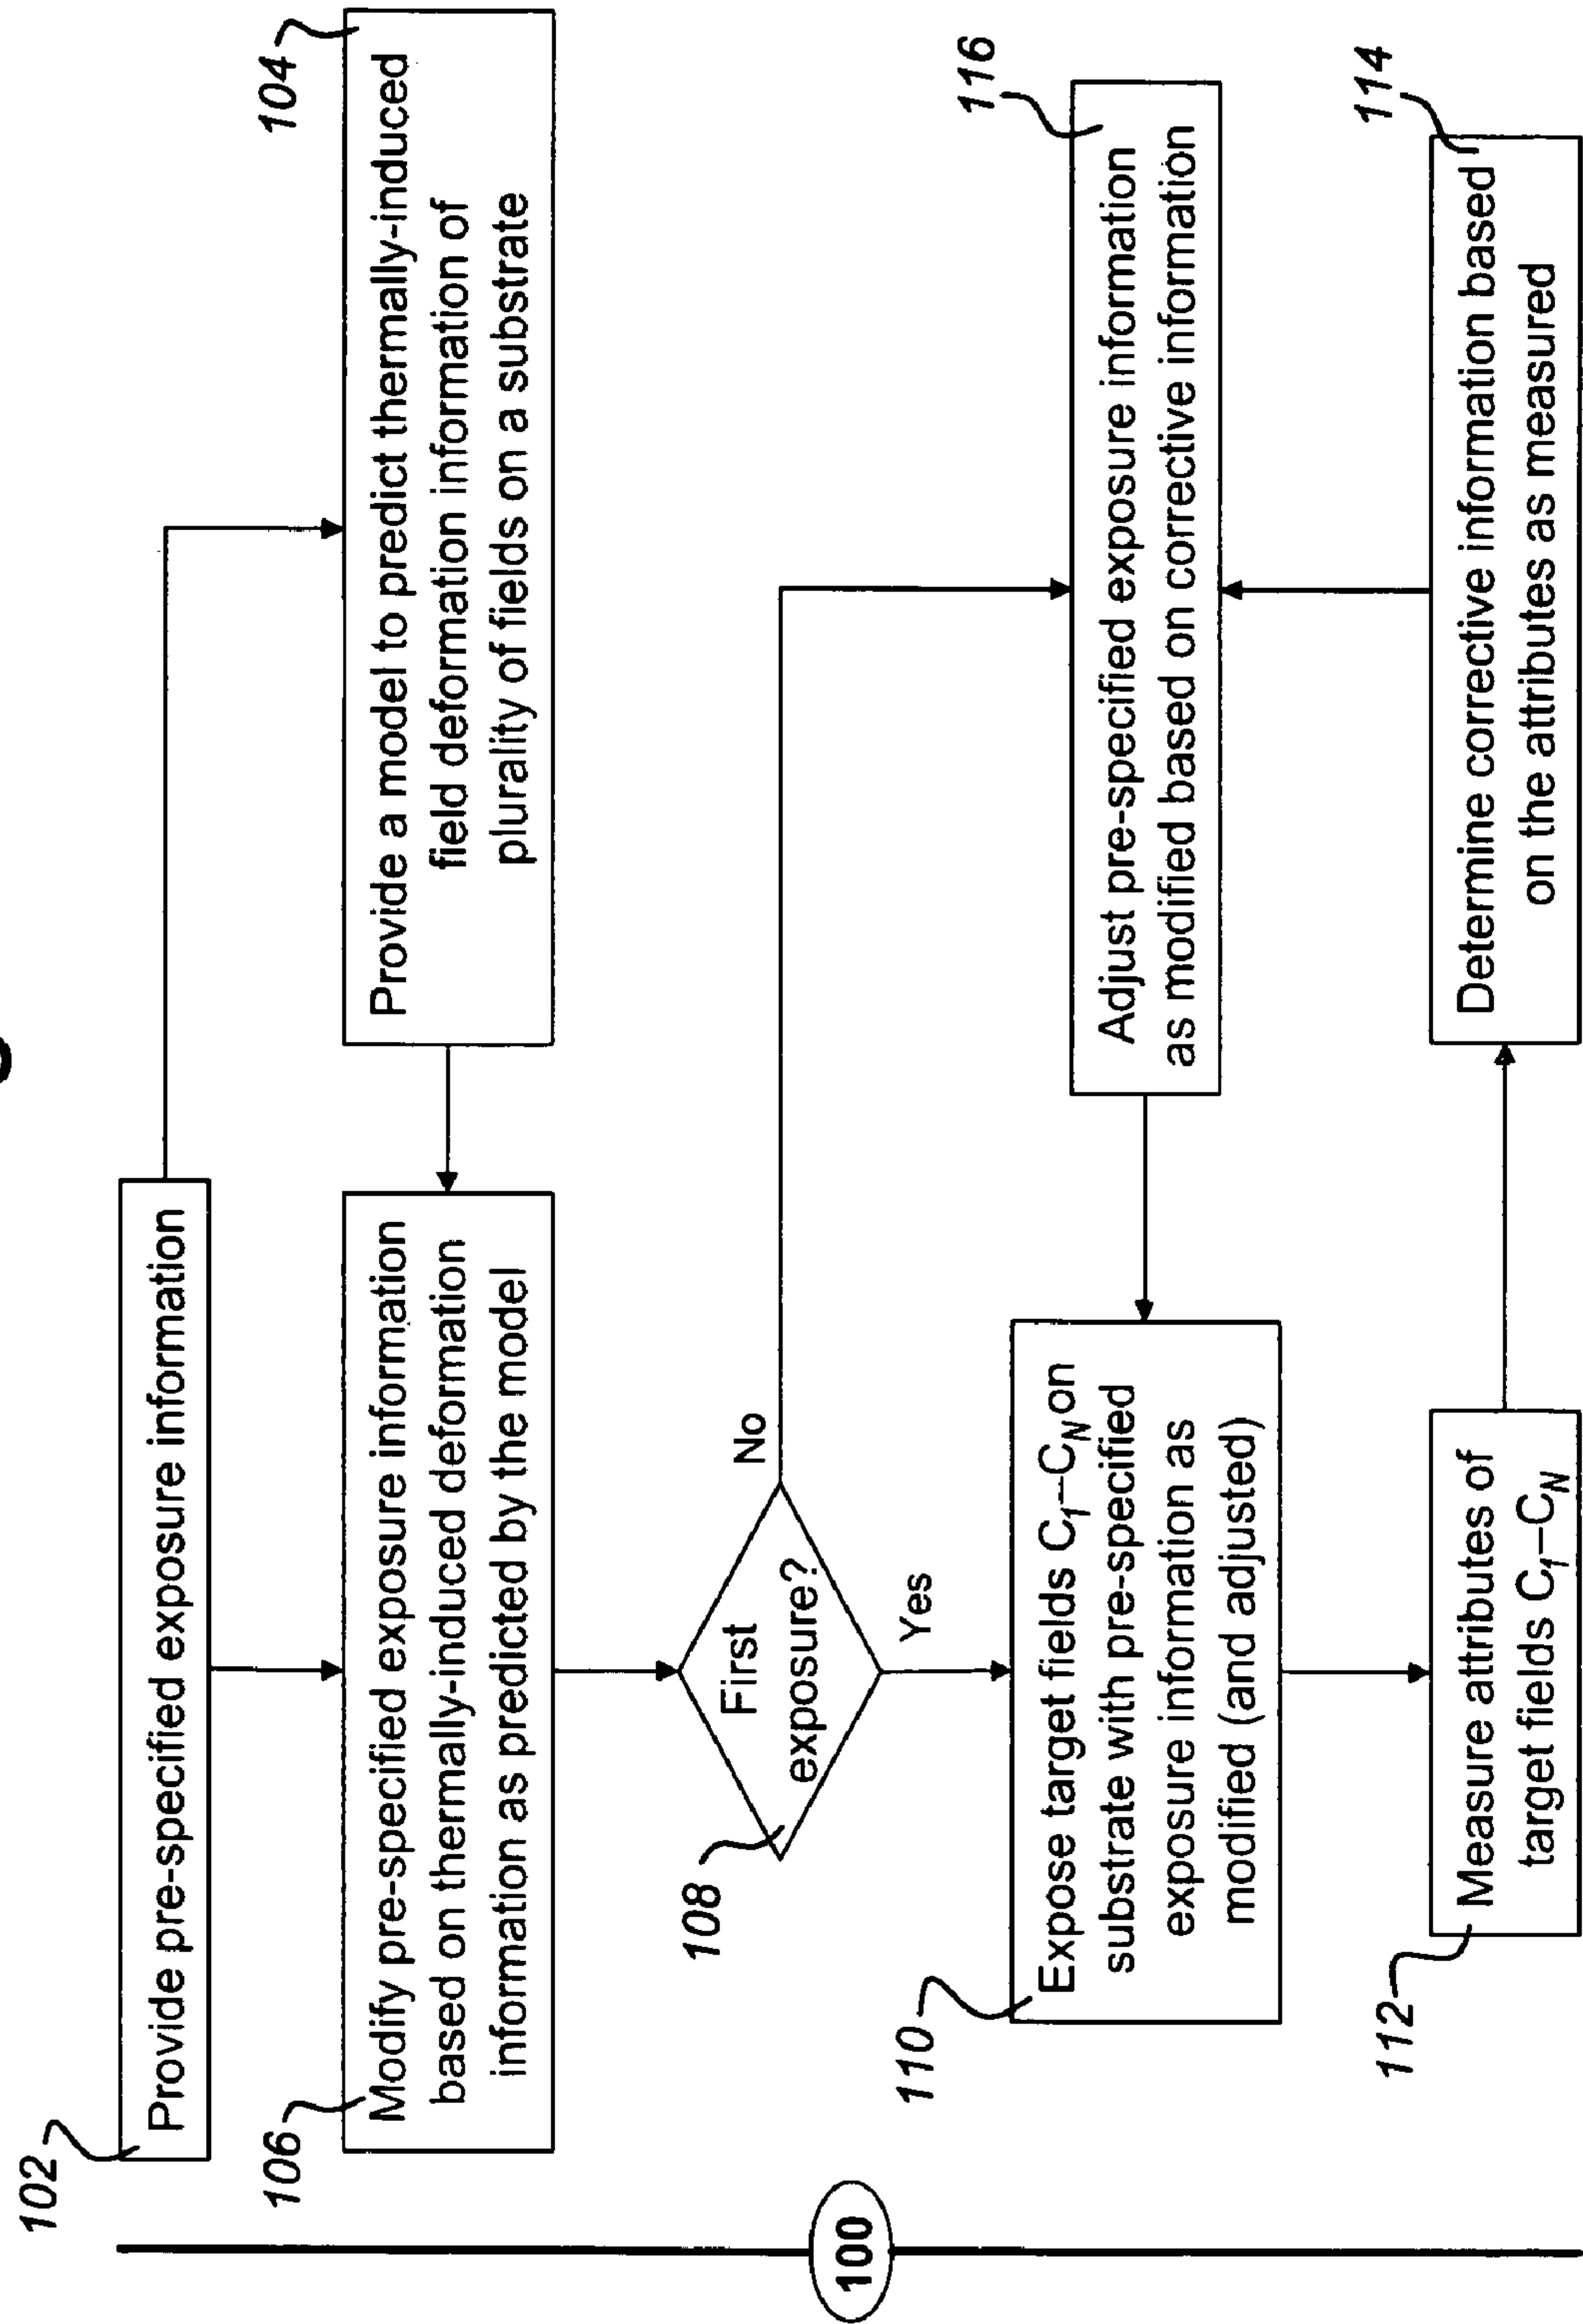 102
Provide pre-specified exposure information
104
Provide a model to predict thermally-induced
field deformation information of
plurality of fields on a substrate
106
Modify pre-specified exposure information
based on thermally-induced deformation
information as predicted by the model
108
First
exposure?
No
Yes
116
Adjust pre-specified exposure information
as modified based on corrective information
110
Expose target fields C1–CN on
substrate with pre-specified
exposure information as
modified (and adjusted)
112
Measure attributes of
target fields C1–CN
114
Determine corrective information based
on the attributes as measured
100